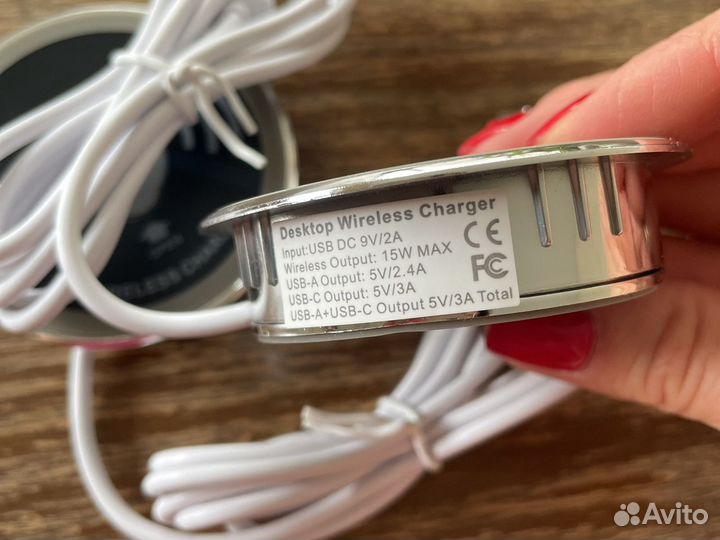 Desktop Wireless Charger
Input:USB DC 9V/2A
Wireless Output: 15W MAX
USB-A Output: 5V/2.4A
USB-C Output: 5V/3A
USB-A+USB-C Output 5V/3A Total
CE
FC
Avito